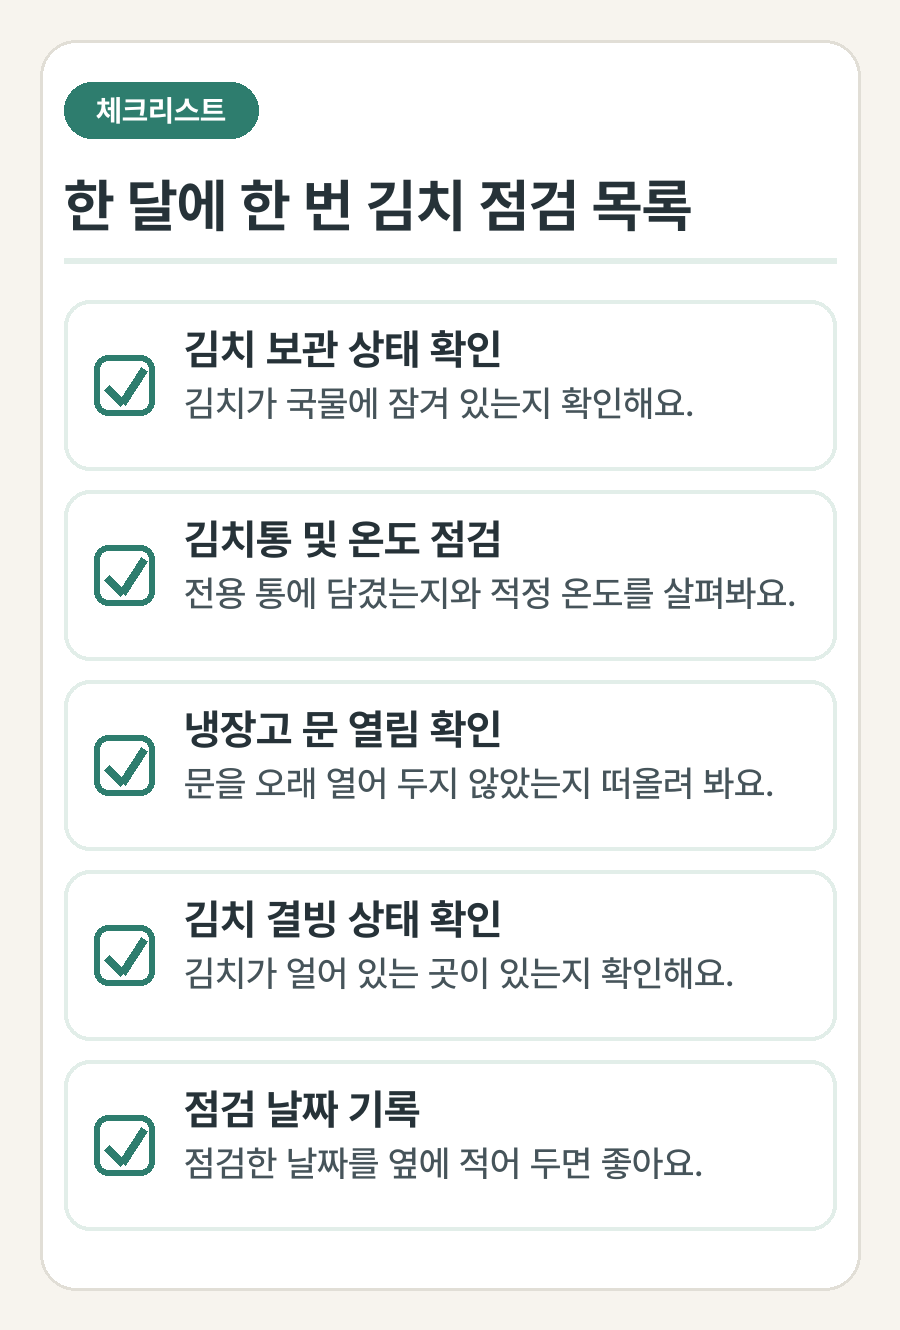 체크리스트
한 달에 한 번 김치 점검 목록
김치 보관 상태 확인
김치가 국물에 잠겨 있는지 확인해요.
김치통 및 온도 점검
전용 통에 담겼는지와 적정 온도를 살펴봐요.
냉장고 문 열림 확인
문을 오래 열어 두지 않았는지 떠올려 봐요.
김치 결빙 상태 확인
김치가 얼어 있는 곳이 있는지 확인해요.
점검 날짜 기록
점검한 날짜를 옆에 적어 두면 좋아요.